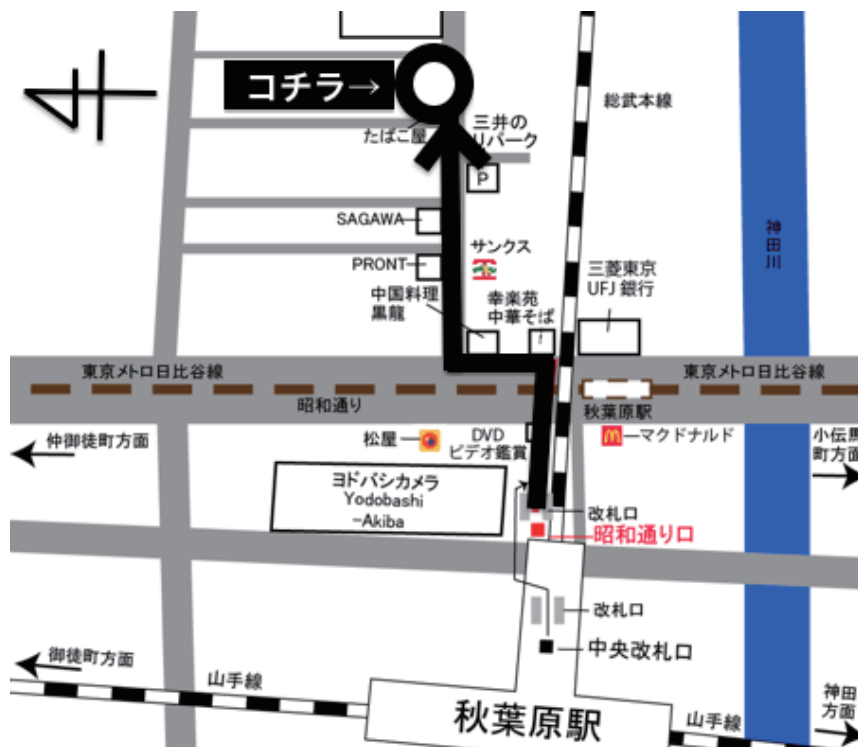 コチラ→
たばこ屋
三井の
リパーク
P
総武本線
神田川
SAGAWA
PRONT
サンクス
中国料理
黒龍
幸楽苑
中華そば
三菱東京
UFJ 銀行
東京メトロ日比谷線
東京メトロ日比谷線
昭和通り
秋葉原駅
仲御徒町方面
松屋
DVD
ビデオ鑑賞
マクドナルド
小伝馬
町方面
ヨドバシカメラ
Yodobashi
-Akiba
改札口
昭和通り口
改札口
中央改札口
御徒町方面
山手線
秋葉原駅
山手線
神田
方面